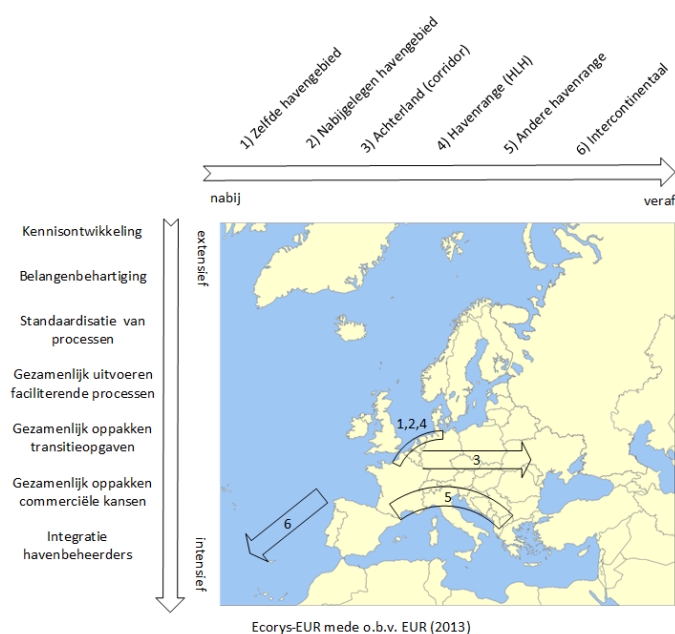 1) Zelfde havengebied
2) Nabijgelegen havengebied
3) Achterland (corridor)
4) Havenrange (HLH)
5) Andere havenrange
6) Intercontinentaal
nabij
veraf
Kennisontwikkeling
Belangenbehartiging
Standaardisatie van
processen
Gezamenlijk uitvoeren
faciliterende processen
Gezamenlijk oppakken
transitieopgaven
Gezamenlijk oppakken
commerciële kansen
Integratie
havenbeheerders
extensief
intensief
1,2,4
3
5
6
Ecorys-EUR mede o.b.v. EUR (2013)